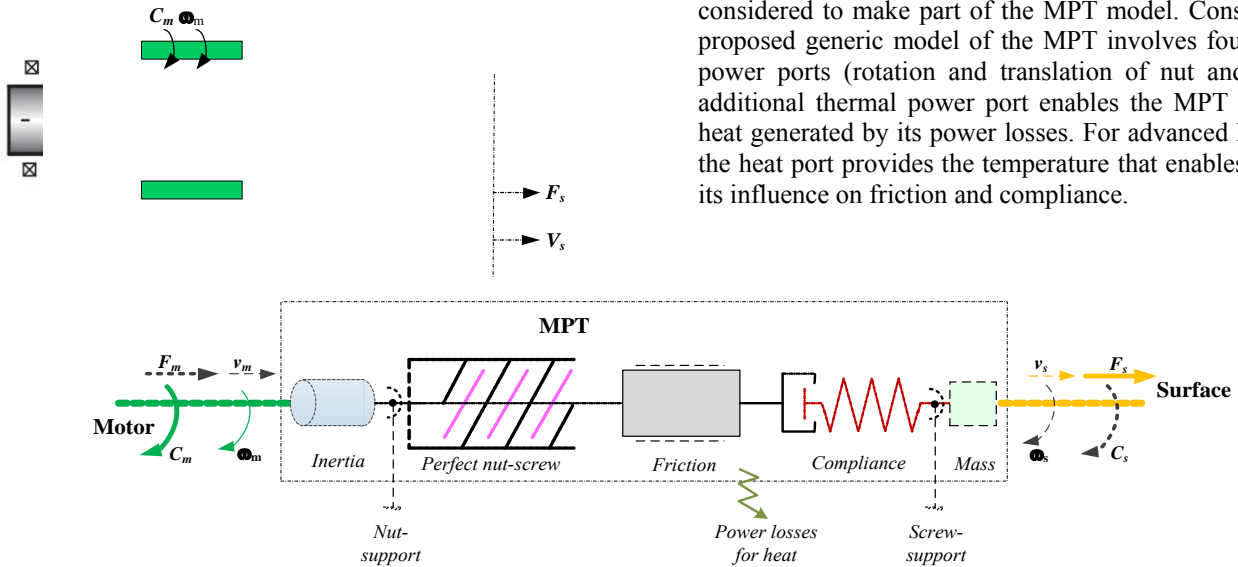 C_m ω_m
considered to make part of the MPT model. Cons
proposed generic model of the MPT involves fou
power ports (rotation and translation of nut and
additional thermal power port enables the MPT
heat generated by its power losses. For advanced
the heat port provides the temperature that enables
its influence on friction and compliance.
F_s
V_s
MPT
F_m v_m
v_s F_s
Surface
Motor
C_m ω_m
ω_s C_s
Inertia Perfect nut-screw Friction Compliance Mass
Nut-
support
Power losses
for heat
Screw-
support